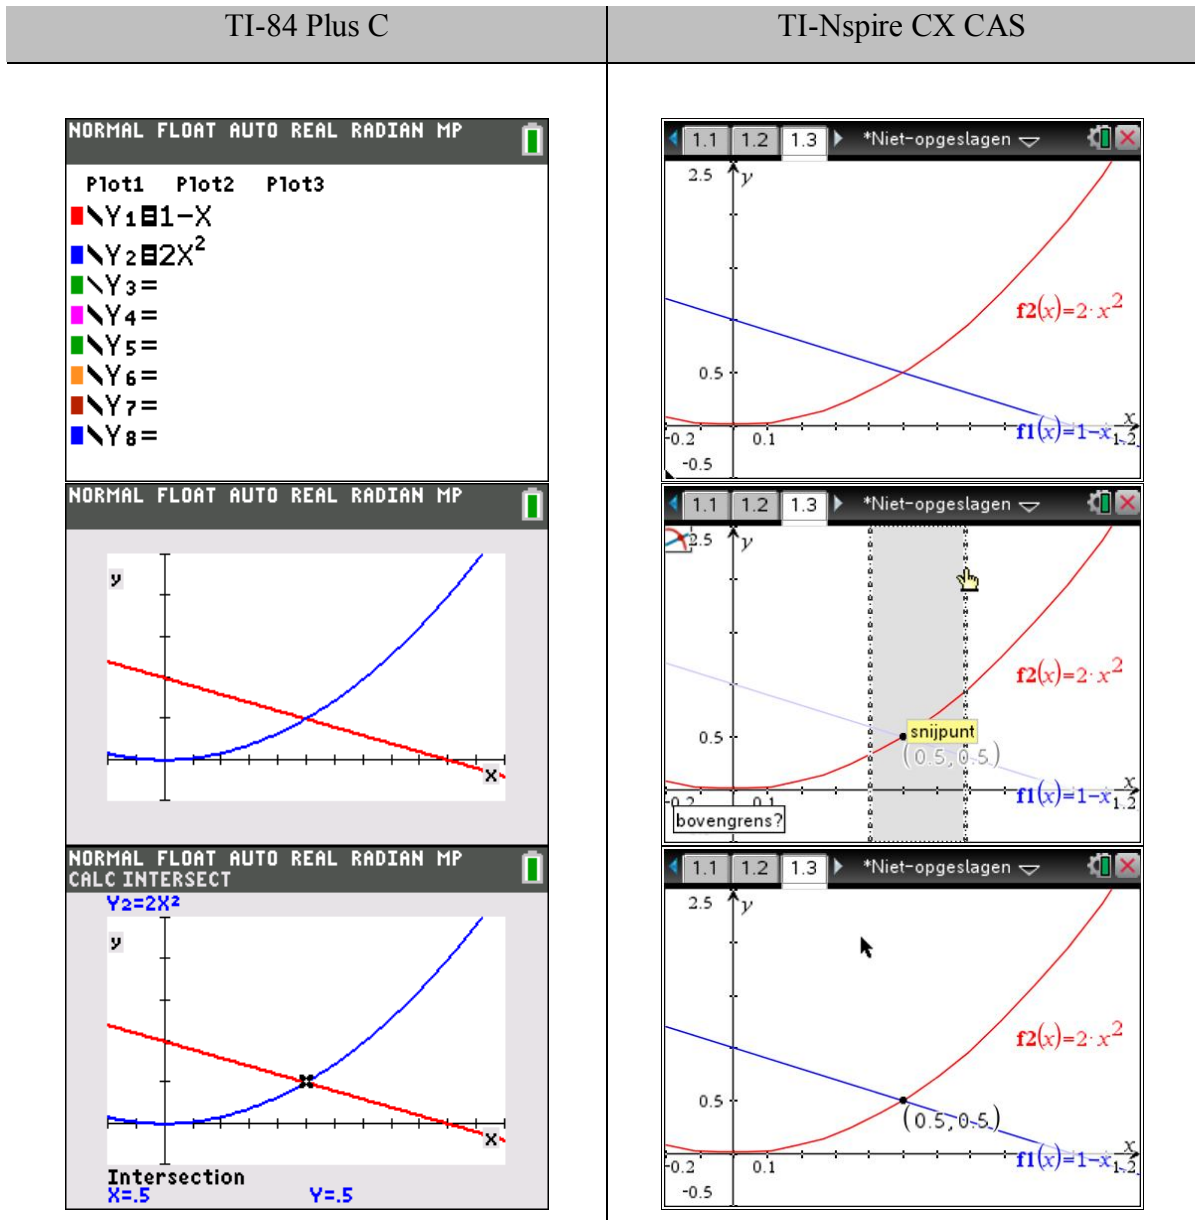 TI-84 Plus C
TI-Nspire CX CAS
NORMAL FLOAT AUTO REAL RADIAN MP
Plot1 Plot2 Plot3
\Y1=1-X
\Y2=2X²
\Y3=
\Y4=
\Y5=
\Y6=
\Y7=
\Y8=
1.1 1.2 1.3 *Niet-opgeslagen
2.5 y
f2(x)=2·x²
0.5
x
-0.2 0.1 f1(x)=1-x 1.2
-0.5
NORMAL FLOAT AUTO REAL RADIAN MP
y
X
1.1 1.2 1.3 *Niet-opgeslagen
2.5 y
f2(x)=2·x²
snijpunt
0.5
(0.5,0.5)
x
-0.2 0.1 f1(x)=1-x 1.2
bovengrens?
NORMAL FLOAT AUTO REAL RADIAN MP
CALC INTERSECT
Y2=2X²
y
X
Intersection
X=.5 Y=.5
1.1 1.2 1.3 *Niet-opgeslagen
2.5 y
f2(x)=2·x²
0.5
(0.5,0.5)
x
-0.2 0.1 f1(x)=1-x 1.2
-0.5